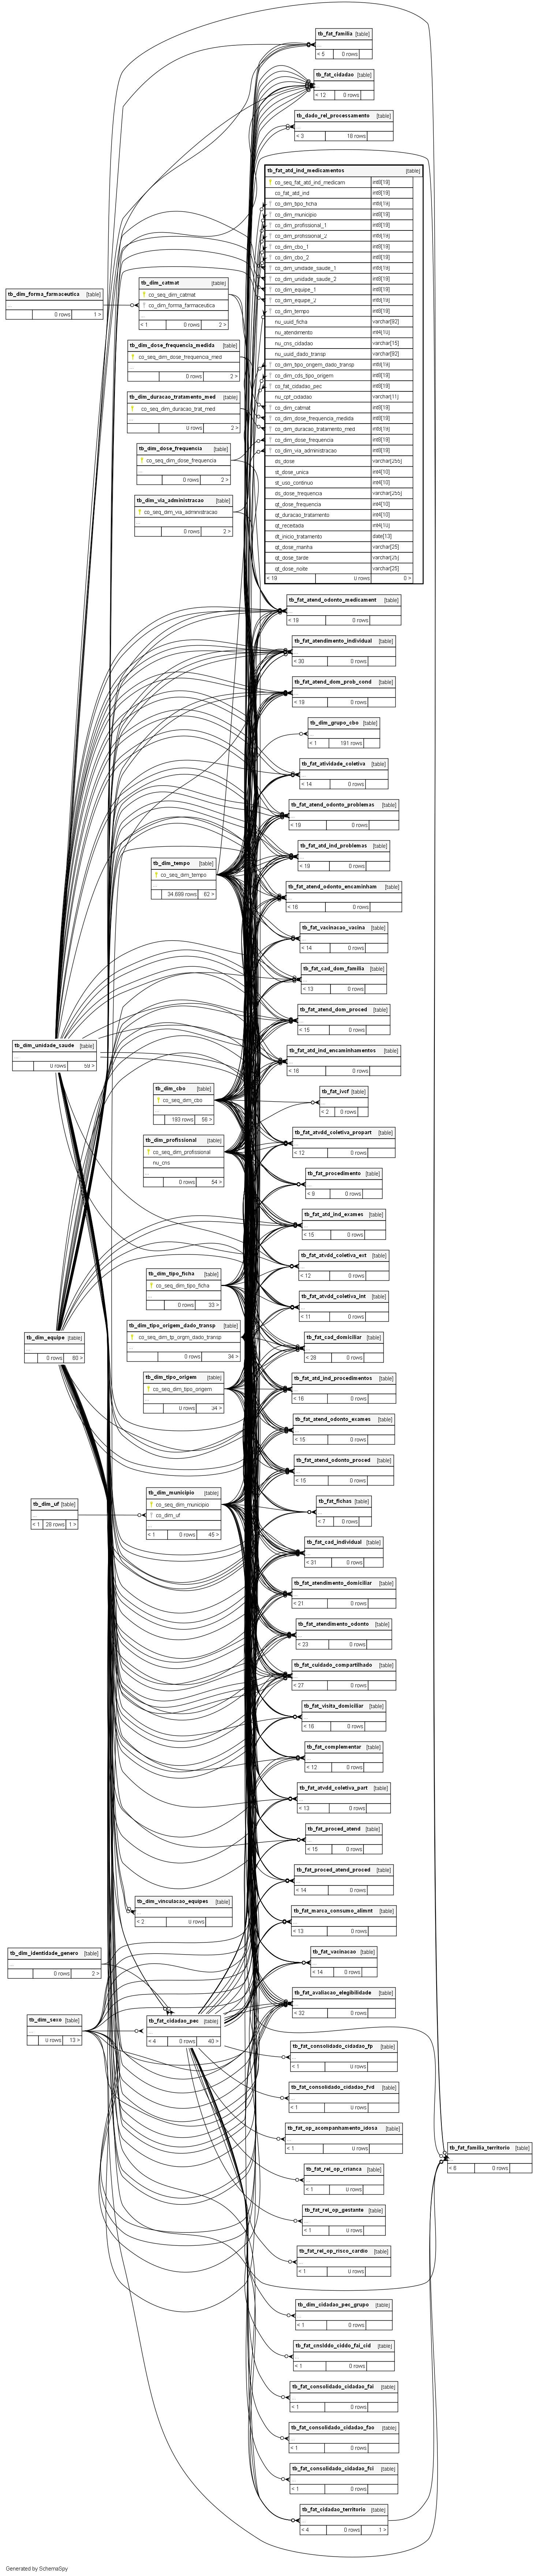 tb_fat_familia [table]
< 5 0 rows
tb_fat_cidadao [table]
< 12 0 rows
tb_dado_rel_processamento [table]
< 3 18 rows
tb_fat_atd_ind_medicamentos [table]
co_seq_fat_atd_ind_medicam int8[19]
co_fat_atd_ind int8[19]
co_dim_tipo_ficha int8[19]
co_dim_municipio int8[19]
co_dim_profissional_1 int8[19]
co_dim_profissional_2 int8[19]
co_dim_cbo_1 int8[19]
co_dim_cbo_2 int8[19]
co_dim_unidade_saude_1 int8[19]
co_dim_unidade_saude_2 int8[19]
co_dim_equipe_1 int8[19]
co_dim_equipe_2 int8[19]
co_dim_tempo int8[19]
nu_uuid_ficha varchar[92]
nu_atendimento int4[10]
nu_cns_cidadao varchar[15]
nu_uuid_dado_transp varchar[92]
co_dim_tipo_origem_dado_transp int8[19]
co_dim_cds_tipo_origem int8[19]
co_fat_cidadao_pec int8[19]
nu_cpf_cidadao varchar[11]
co_dim_catmat int8[19]
co_dim_dose_frequencia_medida int8[19]
co_dim_duracao_tratamento_med int8[19]
co_dim_dose_frequencia int8[19]
co_dim_via_administracao int8[19]
ds_dose varchar[255]
st_dose_unica int4[10]
st_uso_continuo int4[10]
ds_dose_frequencia varchar[255]
qt_dose_frequencia int4[10]
qt_duracao_tratamento int4[10]
qt_receitada int4[10]
dt_inicio_tratamento date[13]
qt_dose_manha varchar[25]
qt_dose_tarde varchar[25]
qt_dose_noite varchar[25]
< 19 0 rows 0 >
tb_dim_forma_farmaceutica [table]
0 rows 1 >
tb_dim_catmat [table]
co_seq_dim_catmat
co_dim_forma_farmaceutica
< 1 0 rows 2 >
tb_dim_dose_frequencia_medida [table]
co_seq_dim_dose_frequencia_med
0 rows 2 >
tb_dim_duracao_tratamento_med [table]
co_seq_dim_duracao_trat_med
0 rows 2 >
tb_dim_dose_frequencia [table]
co_seq_dim_dose_frequencia
0 rows 2 >
tb_dim_via_administracao [table]
co_seq_dim_via_administracao
0 rows 2 >
tb_fat_atend_odonto_medicament [table]
< 19 0 rows
tb_fat_atendimento_individual [table]
< 30 0 rows
tb_fat_atend_dom_prob_cond [table]
< 19 0 rows
tb_dim_grupo_cbo [table]
< 1 191 rows
tb_fat_atividade_coletiva [table]
< 14 0 rows
tb_fat_atend_odonto_problemas [table]
< 19 0 rows
tb_fat_atd_ind_problemas [table]
< 19 0 rows
tb_dim_tempo [table]
co_seq_dim_tempo
34.698 rows 62 >
tb_fat_atend_odonto_encaminham [table]
< 16 0 rows
tb_fat_vacinacao_vacina [table]
< 14 0 rows
tb_fat_cad_dom_familia [table]
< 13 0 rows
tb_fat_atend_dom_proced [table]
< 15 0 rows
tb_dim_unidade_saude [table]
0 rows 59 >
tb_fat_atd_ind_encaminhamentos [table]
< 16 0 rows
tb_dim_cbo [table]
co_seq_dim_cbo
193 rows 56 >
tb_fat_ivcf [table]
< 2 0 rows
tb_dim_profissional [table]
co_seq_dim_profissional
nu_cns
0 rows 54 >
tb_fat_atvdd_coletiva_propart [table]
< 12 0 rows
tb_fat_procedimento [table]
< 9 0 rows
tb_fat_atd_ind_exames [table]
< 15 0 rows
tb_fat_atvdd_coletiva_ext [table]
< 12 0 rows
tb_dim_tipo_ficha [table]
co_seq_dim_tipo_ficha
0 rows 33 >
tb_fat_atvdd_coletiva_int [table]
< 11 0 rows
tb_dim_equipe [table]
0 rows 60 >
tb_dim_tipo_origem_dado_transp [table]
co_seq_dim_tp_orgm_dado_transp
0 rows 34 >
tb_fat_cad_domiciliar [table]
< 28 0 rows
tb_dim_tipo_origem [table]
co_seq_dim_tipo_origem
0 rows 34 >
tb_fat_atd_ind_procedimentos [table]
< 16 0 rows
tb_fat_atend_odonto_exames [table]
< 15 0 rows
tb_fat_atend_odonto_proced [table]
< 15 0 rows
tb_dim_uf [table]
< 1 28 rows 1 >
tb_dim_municipio [table]
co_seq_dim_municipio
co_dim_uf
< 1 0 rows 45 >
tb_fat_fichas [table]
< 7 0 rows
tb_fat_cad_individual [table]
< 31 0 rows
tb_fat_atendimento_domiciliar [table]
< 21 0 rows
tb_fat_atendimento_odonto [table]
< 23 0 rows
tb_fat_cuidado_compartilhado [table]
< 27 0 rows
tb_fat_visita_domiciliar [table]
< 16 0 rows
tb_fat_complementar [table]
< 12 0 rows
tb_fat_atvdd_coletiva_part [table]
< 13 0 rows
tb_fat_proced_atend [table]
< 15 0 rows
tb_fat_proced_atend_proced [table]
< 14 0 rows
tb_dim_vinculacao_equipes [table]
< 2 0 rows
tb_fat_marca_consumo_alimnt [table]
< 13 0 rows
tb_dim_identidade_genero [table]
0 rows 2 >
tb_fat_vacinacao [table]
< 14 0 rows
tb_dim_sexo [table]
0 rows 13 >
tb_fat_cidadao_pec [table]
< 4 0 rows 40 >
tb_fat_avaliacao_elegibilidade [table]
< 32 0 rows
tb_fat_consolidado_cidadao_fp [table]
< 1 0 rows
tb_fat_consolidado_cidadao_fvd [table]
< 1 0 rows
tb_fat_op_acompanhamento_idosa [table]
< 1 0 rows
tb_fat_familia_territorio [table]
< 6 0 rows
tb_fat_rel_op_crianca [table]
< 1 0 rows
tb_fat_rel_op_gestante [table]
< 1 0 rows
tb_fat_rel_op_risco_cardio [table]
< 1 0 rows
tb_dim_cidadao_pec_grupo [table]
< 1 0 rows
tb_fat_cnslddo_ciddo_fai_cid [table]
< 1 0 rows
tb_fat_consolidado_cidadao_fai [table]
< 1 0 rows
tb_fat_consolidado_cidadao_fao [table]
< 1 0 rows
tb_fat_consolidado_cidadao_fci [table]
< 1 0 rows
tb_fat_cidadao_territorio [table]
< 4 0 rows 1 >
Generated by SchemaSpy